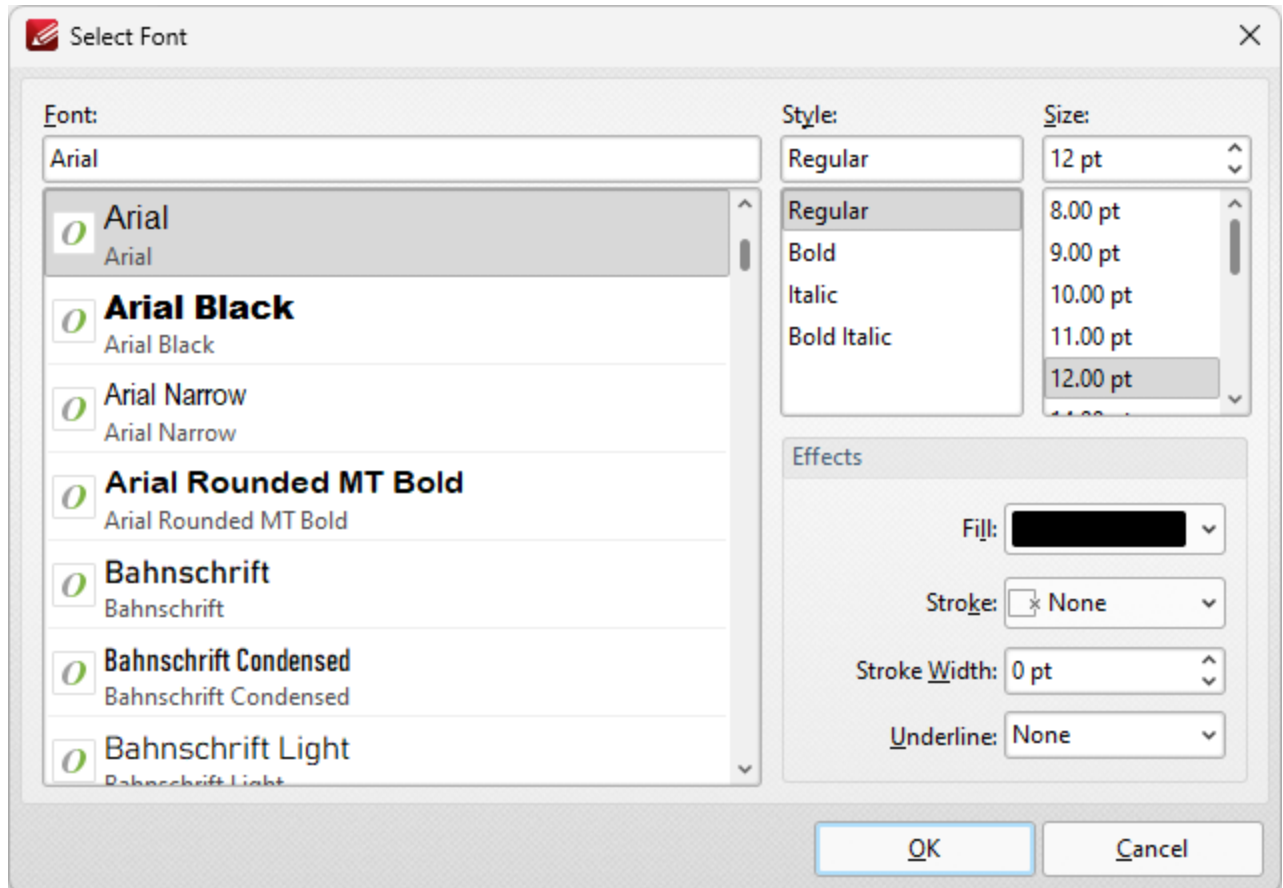 Select Font
Font:
Arial
Arial
Arial
Arial Black
Arial Black
Arial Narrow
Arial Narrow
Arial Rounded MT Bold
Arial Rounded MT Bold
Bahnschrift
Bahnschrift
Bahnschrift Condensed
Bahnschrift Condensed
Bahnschrift Light
Bahnschrift Light
Style:
Regular
Regular
Bold
Italic
Bold Italic
Size:
12 pt
8.00 pt
9.00 pt
10.00 pt
11.00 pt
12.00 pt
Effects
Fill:
Stroke: None
Stroke Width: 0 pt
Underline: None
OK Cancel